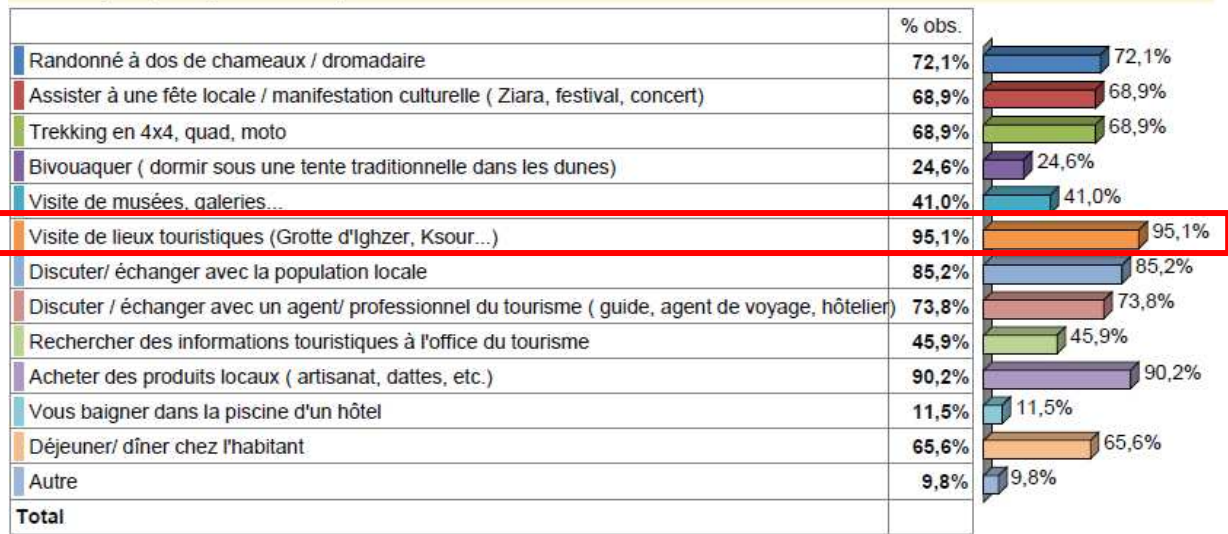 % obs.
Randonné à dos de chameaux / dromadaire 72,1% 72,1%
Assister à une fête locale / manifestation culturelle ( Ziara, festival, concert) 68,9% 68,9%
Trekking en 4x4, quad, moto 68,9% 68,9%
Bivouaquer ( dormir sous une tente traditionnelle dans les dunes) 24,6% 24,6%
Visite de musées, galeries... 41,0% 41,0%
Visite de lieux touristiques (Grotte d'Ighzer, Ksour...) 95,1% 95,1%
Discuter/ échanger avec la population locale 85,2% 85,2%
Discuter / échanger avec un agent/ professionnel du tourisme ( guide, agent de voyage, hôtelier) 73,8% 73,8%
Rechercher des informations touristiques à l'office du tourisme 45,9% 45,9%
Acheter des produits locaux ( artisanat, dattes, etc.) 90,2% 90,2%
Vous baigner dans la piscine d'un hôtel 11,5% 11,5%
Déjeuner/ dîner chez l'habitant 65,6% 65,6%
Autre 9,8% 9,8%
Total